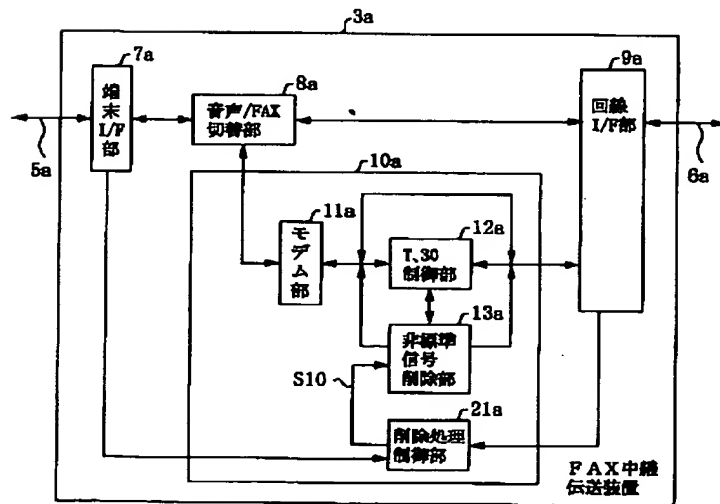 3a
7a
端末
I/F
部
8a
音声/FAX
切替部
9a
回線
I/F部
5a
6a
10a
11a
モデム部
12a
T.30
制御部
13a
非標準
信号
削除部
S10
21a
削除処理
制御部
FAX中継
伝送装置